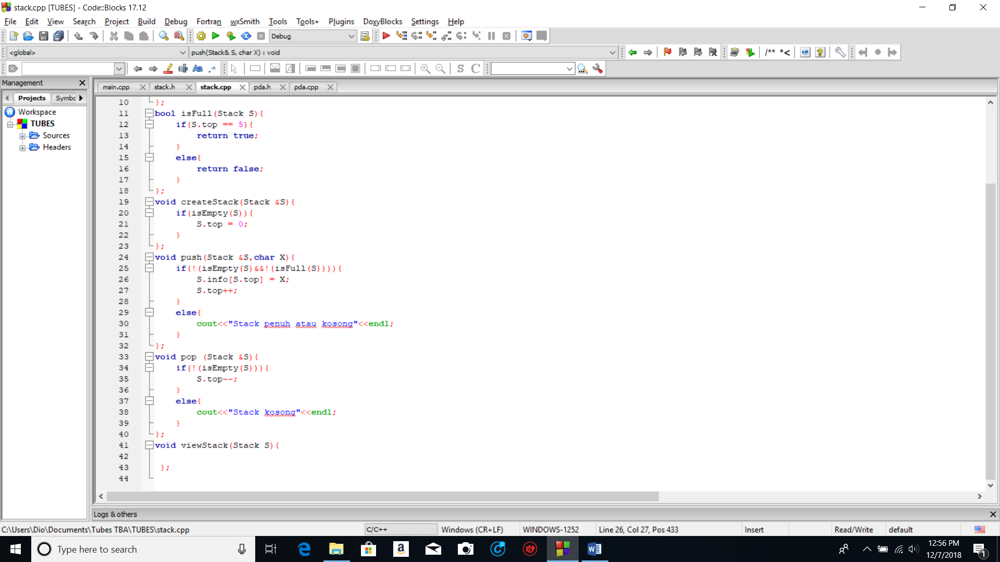 stack.cpp [TUBES] - Code::Blocks 17.12
File Edit View Search Project Build Debug Fortran wxSmith Tools Tools+ Plugins DoxyBlocks Settings Help
Debug
<global> push(Stack& S, char X) : void /** *<
Aa .* S C
Management
main.cpp stack.h stack.cpp pda.h pda.cpp
Projects Symbc
Workspace
TUBES
Sources
Headers
10 };
11 bool isFull(Stack S){
12 if(S.top == 5){
13 return true;
14 }
15 else{
16 return false;
17 }
18 };
19 void createStack(Stack &S){
20 if(isEmpty(S)){
21 S.top = 0;
22 }
23 };
24 void push(Stack &S,char X){
25 if(!(isEmpty(S)&&!(isFull(S)))){
26 S.info[S.top] = X;
27 S.top++;
28 }
29 else{
30 cout<<"Stack penuh atau kosong"<<endl;
31 }
32 };
33 void pop (Stack &S){
34 if(!(isEmpty(S))){
35 S.top--;
36 }
37 else{
38 cout<<"Stack kosong"<<endl;
39 }
40 };
41 void viewStack(Stack S){
42
43 };
44
Logs & others
C:\Users\Dio\Documents\Tubes TBA\TUBES\stack.cpp C/C++ Windows (CR+LF) WINDOWS-1252 Line 26, Col 27, Pos 433 Insert Read/Write default
Type here to search
12:56 PM
12/7/2018
1